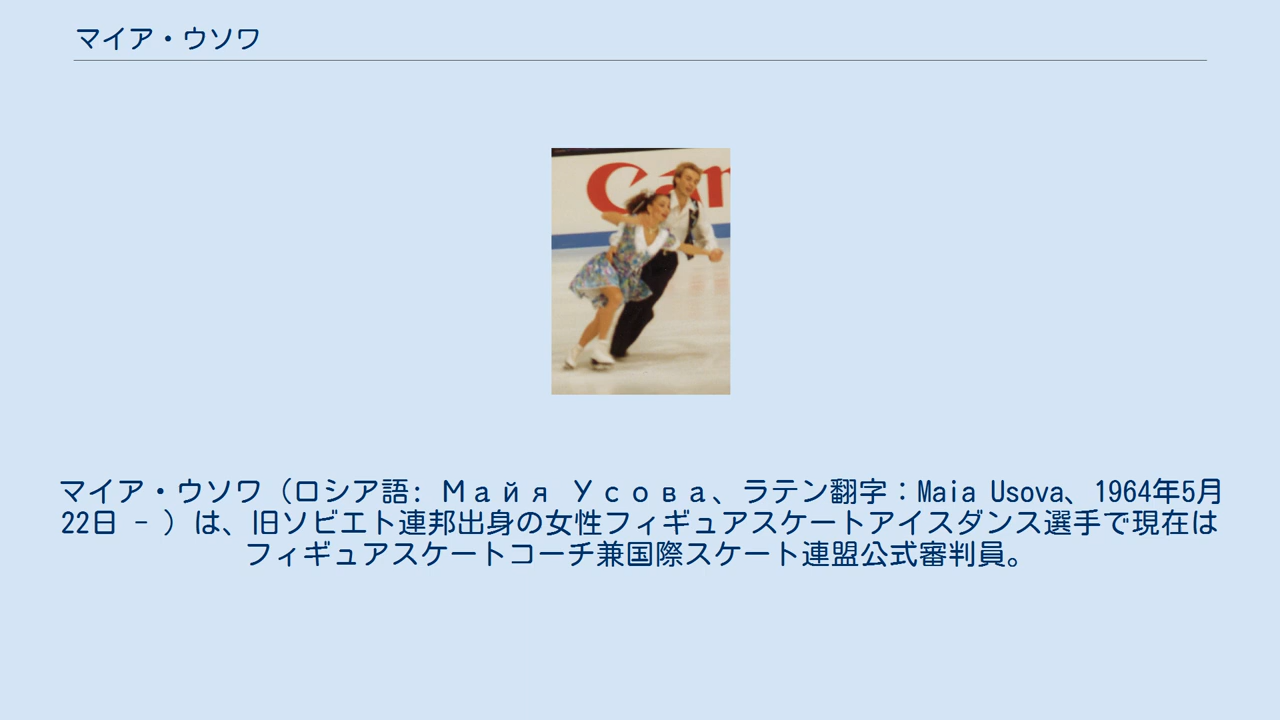 マイア・ウソワ
Can
マイア・ウソワ（ロシア語: Майя Усова、ラテン翻字：Maia Usova、1964年5月
22日 - ）は、旧ソビエト連邦出身の女性フィギュアスケートアイスダンス選手で現在は
フィギュアスケートコーチ兼国際スケート連盟公式審判員。